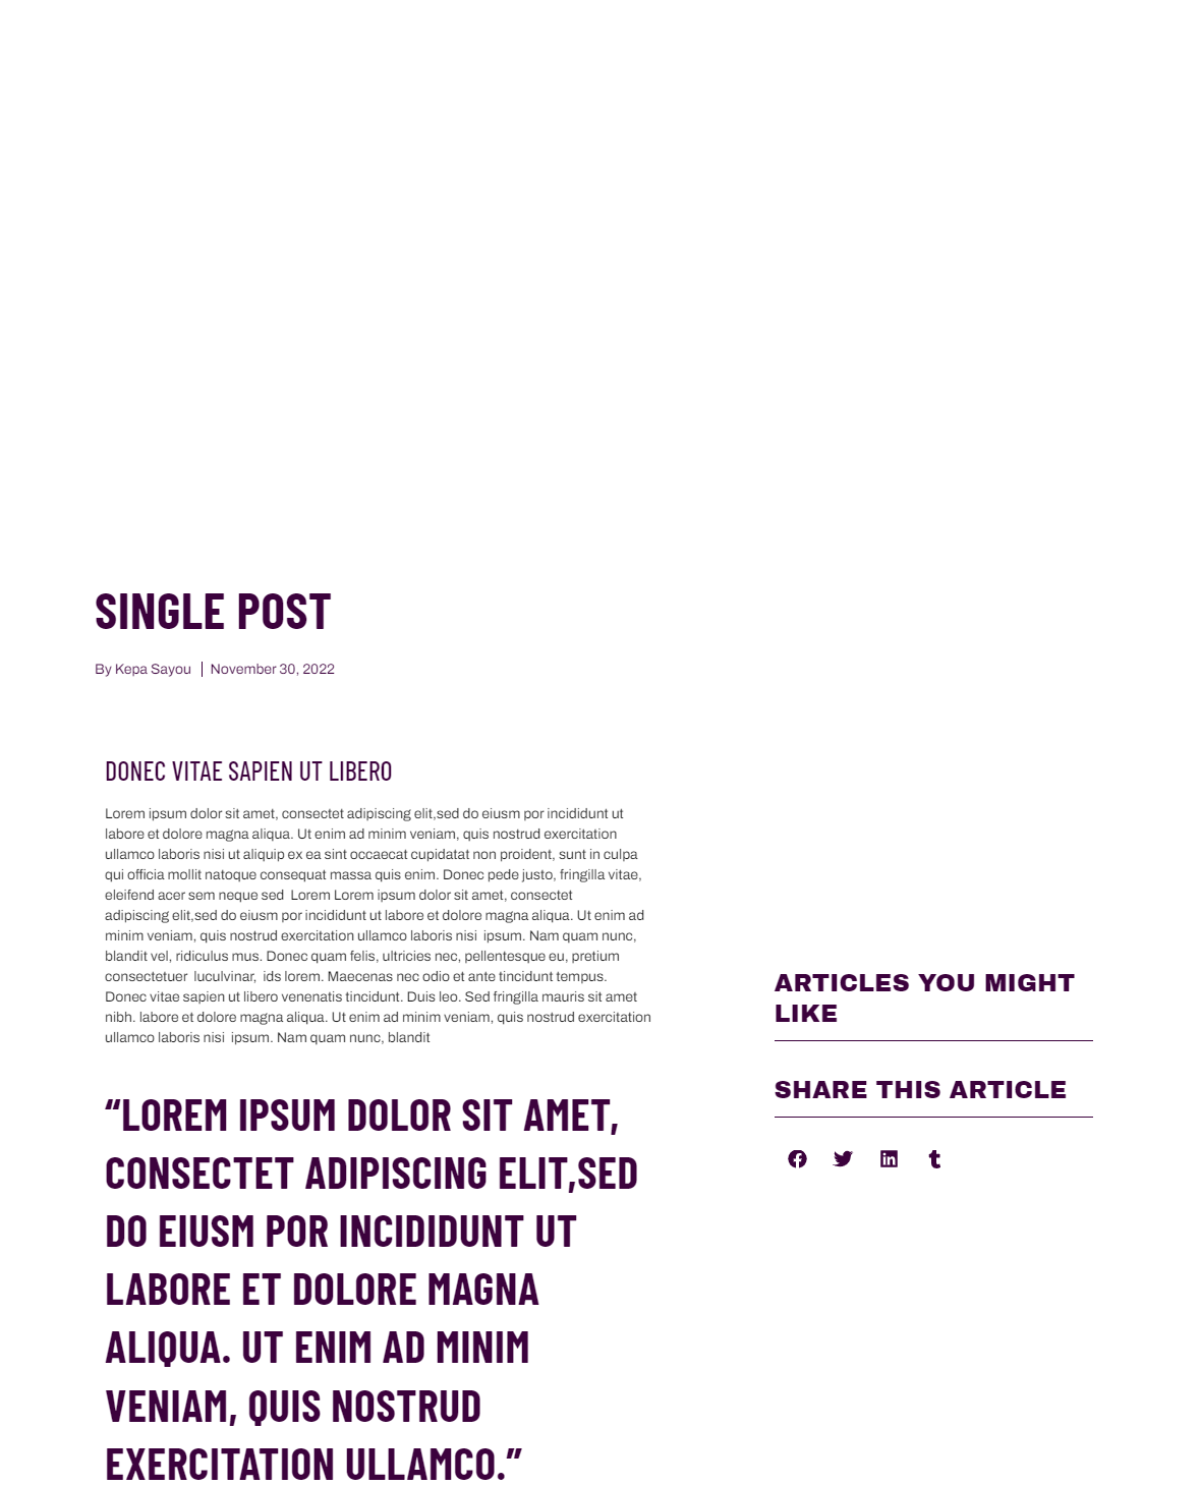 SINGLE POST
By Kepa Sayou | November 30, 2022
DONEC VITAE SAPIEN UT LIBERO
Lorem ipsum dolor sit amet, consectet adipiscing elit,sed do eiusm por incididunt ut
labore et dolore magna aliqua. Ut enim ad minim veniam, quis nostrud exercitation
ullamco laboris nisi ut aliquip ex ea sint occaecat cupidatat non proident, sunt in culpa
qui officia mollit natoque consequat massa quis enim. Donec pede justo, fringilla vitae,
eleifend acer sem neque sed  Lorem Lorem ipsum dolor sit amet, consectet
adipiscing elit,sed do eiusm por incididunt ut labore et dolore magna aliqua. Ut enim ad
minim veniam, quis nostrud exercitation ullamco laboris nisi  ipsum. Nam quam nunc,
blandit vel, ridiculus mus. Donec quam felis, ultricies nec, pellentesque eu, pretium
consectetuer  luculvinar,  ids lorem. Maecenas nec odio et ante tincidunt tempus.
Donec vitae sapien ut libero venenatis tincidunt. Duis leo. Sed fringilla mauris sit amet
nibh. labore et dolore magna aliqua. Ut enim ad minim veniam, quis nostrud exercitation
ullamco laboris nisi  ipsum. Nam quam nunc, blandit
“LOREM IPSUM DOLOR SIT AMET,
CONSECTET ADIPISCING ELIT,SED
DO EIUSM POR INCIDIDUNT UT
LABORE ET DOLORE MAGNA
ALIQUA. UT ENIM AD MINIM
VENIAM, QUIS NOSTRUD
EXERCITATION ULLAMCO.”
ARTICLES YOU MIGHT
LIKE
SHARE THIS ARTICLE